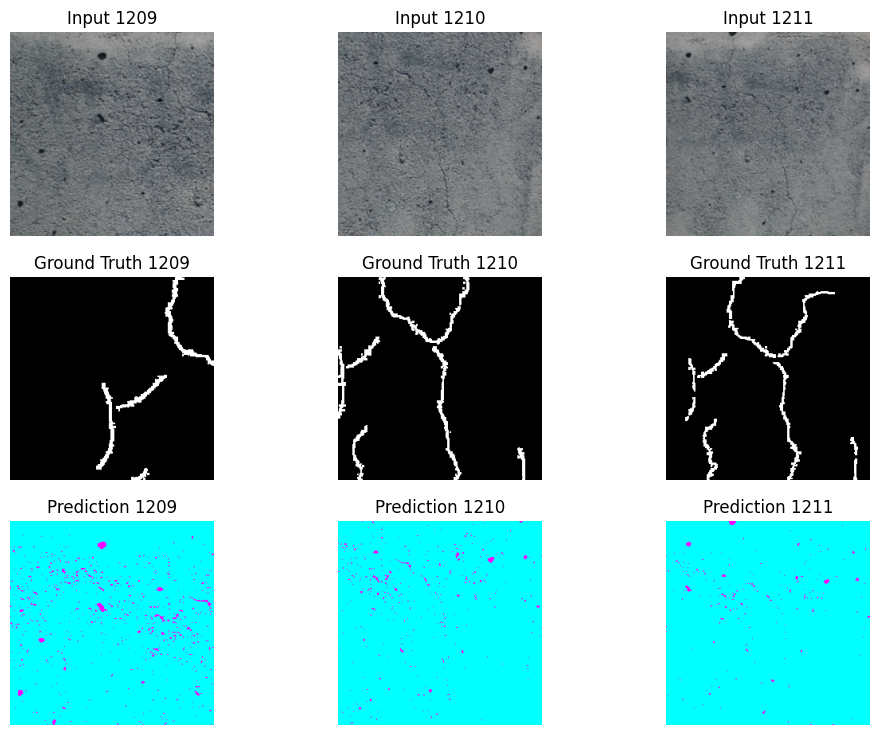 Input 1209
Input 1210
Input 1211
Ground Truth 1209
Ground Truth 1210
Ground Truth 1211
Prediction 1209
Prediction 1210
Prediction 1211